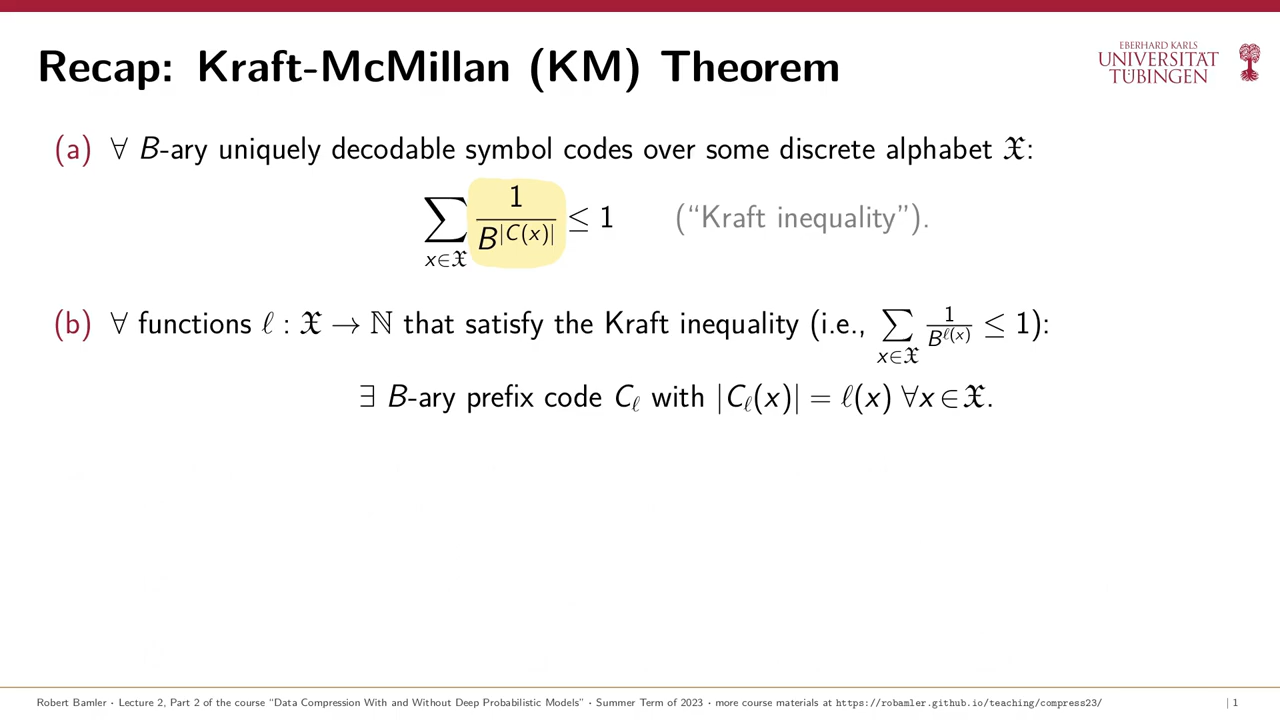 Recap: Kraft-McMillan (KM) Theorem
EBERHARD KARLS
UNIVERSITÄT
TÜBINGEN
(a) ∀ B-ary uniquely decodable symbol codes over some discrete alphabet 𝔛:
∑_{x∈𝔛} 1/B^{|C(x)|} ≤ 1 (“Kraft inequality”).
(b) ∀ functions ℓ : 𝔛 → ℕ that satisfy the Kraft inequality (i.e., ∑_{x∈𝔛} 1/B^{ℓ(x)} ≤ 1):
∃ B-ary prefix code C_ℓ with |C_ℓ(x)| = ℓ(x) ∀x∈𝔛.
Robert Bamler · Lecture 2, Part 2 of the course “Data Compression With and Without Deep Probabilistic Models” · Summer Term of 2023 · more course materials at https://robamler.github.io/teaching/compress23/ | 1